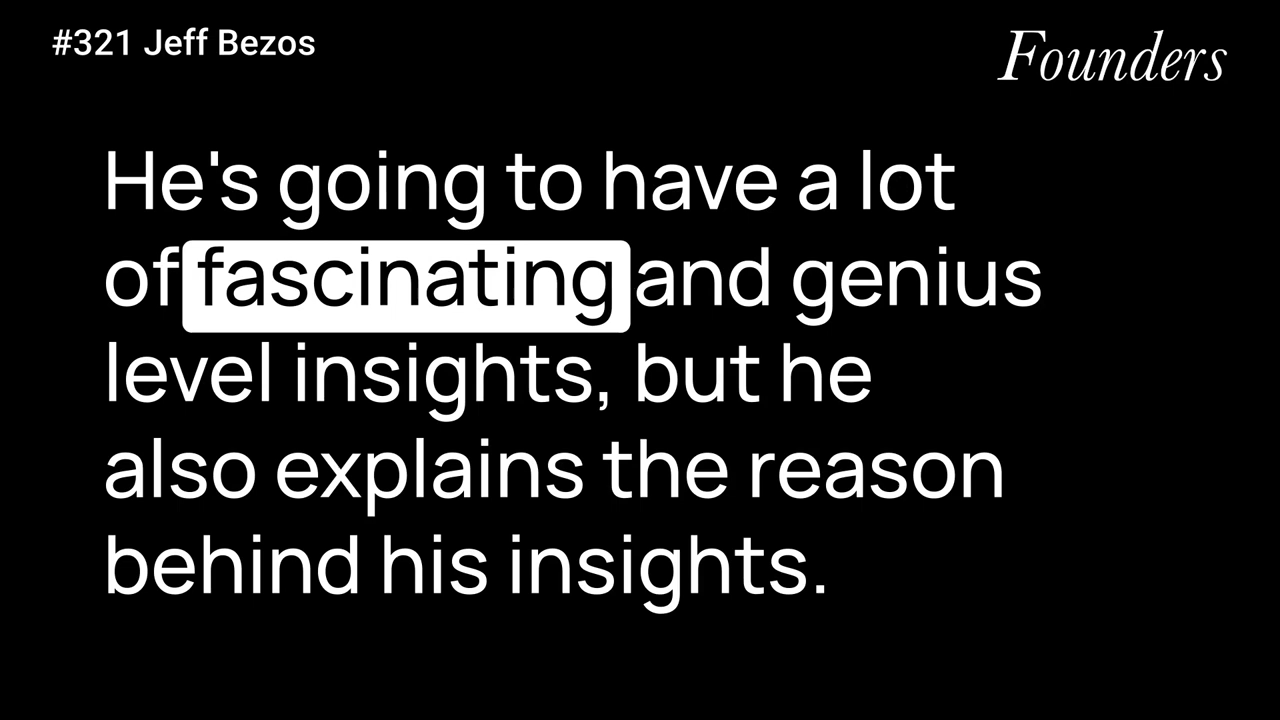 #321 Jeff Bezos
Founders
He's going to have a lot
of fascinating and genius
level insights, but he
also explains the reason
behind his insights.